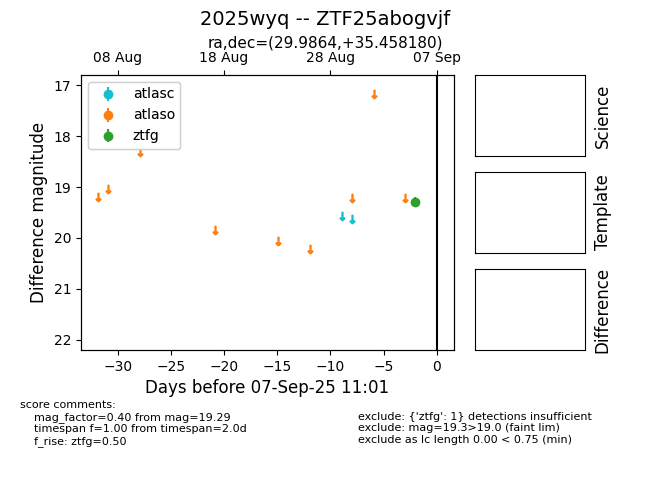 2025wyq -- ZTF25abogvjf
ra,dec=(29.9864,+35.458180)
08 Aug 18 Aug 28 Aug 07 Sep
atlasc
atlaso
ztfg
17
18
19
20
21
22
Difference magnitude
−30 −25 −20 −15 −10 −5 0
Days before 07-Sep-25 11:01
Science
Template
Difference
score comments:
mag_factor=0.40 from mag=19.29
timespan f=1.00 from timespan=2.0d
f_rise: ztfg=0.50
exclude: {'ztfg': 1} detections insufficient
exclude: mag=19.3>19.0 (faint lim)
exclude as lc length 0.00 < 0.75 (min)